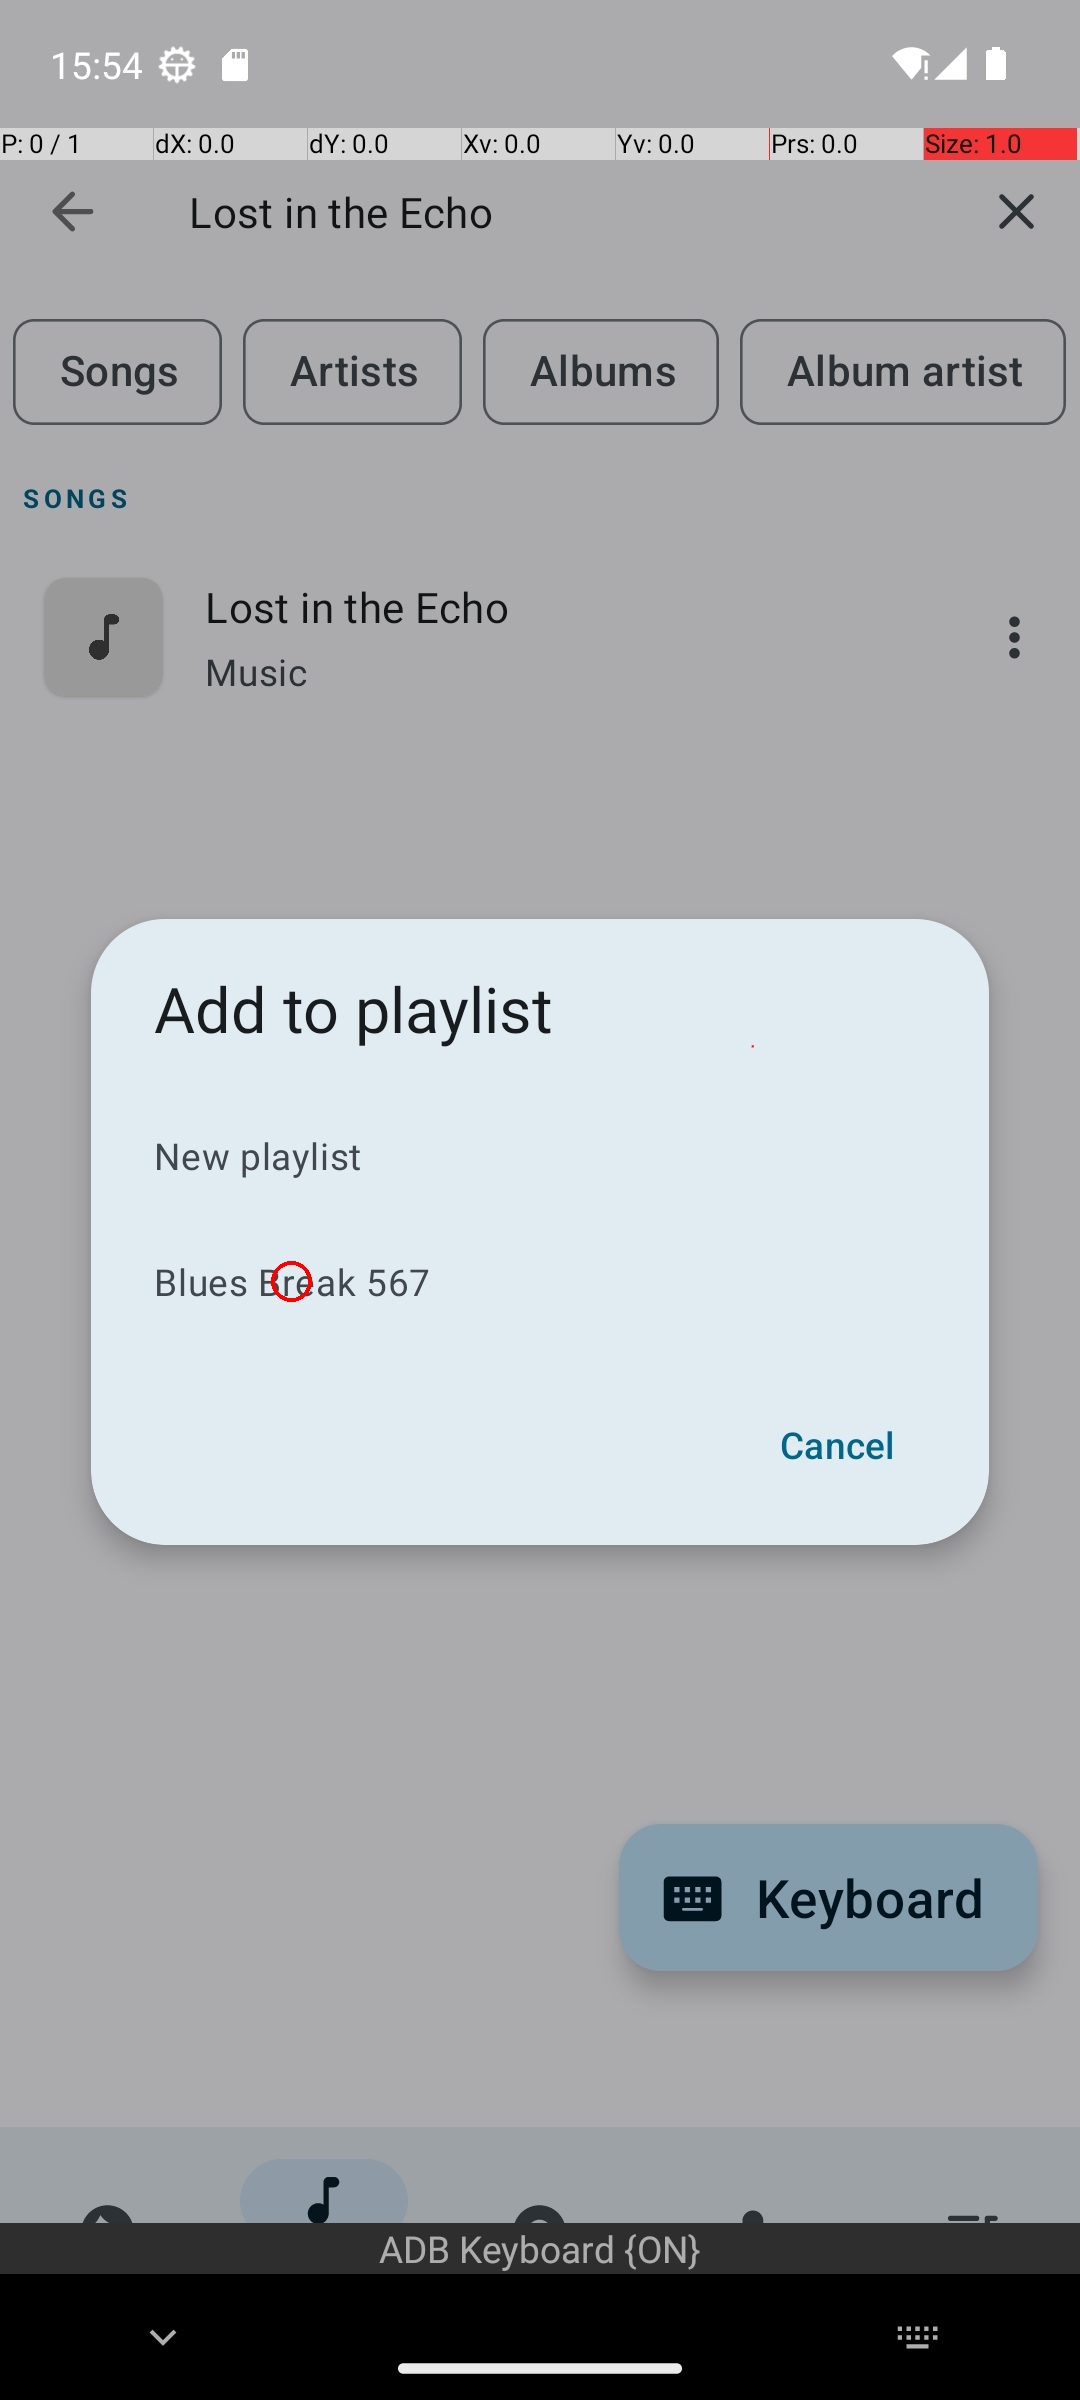 15:54
P: 0 / 1 dX: 0.0 dY: 0.0 Xv: 0.0 Yv: 0.0 Prs: 0.0 Size: 1.0
Lost in the Echo
Songs Artists Albums Album artist
SONGS
Lost in the Echo
Music
Add to playlist
New playlist
Blues Break 567
Cancel
Keyboard
ADB Keyboard {ON}